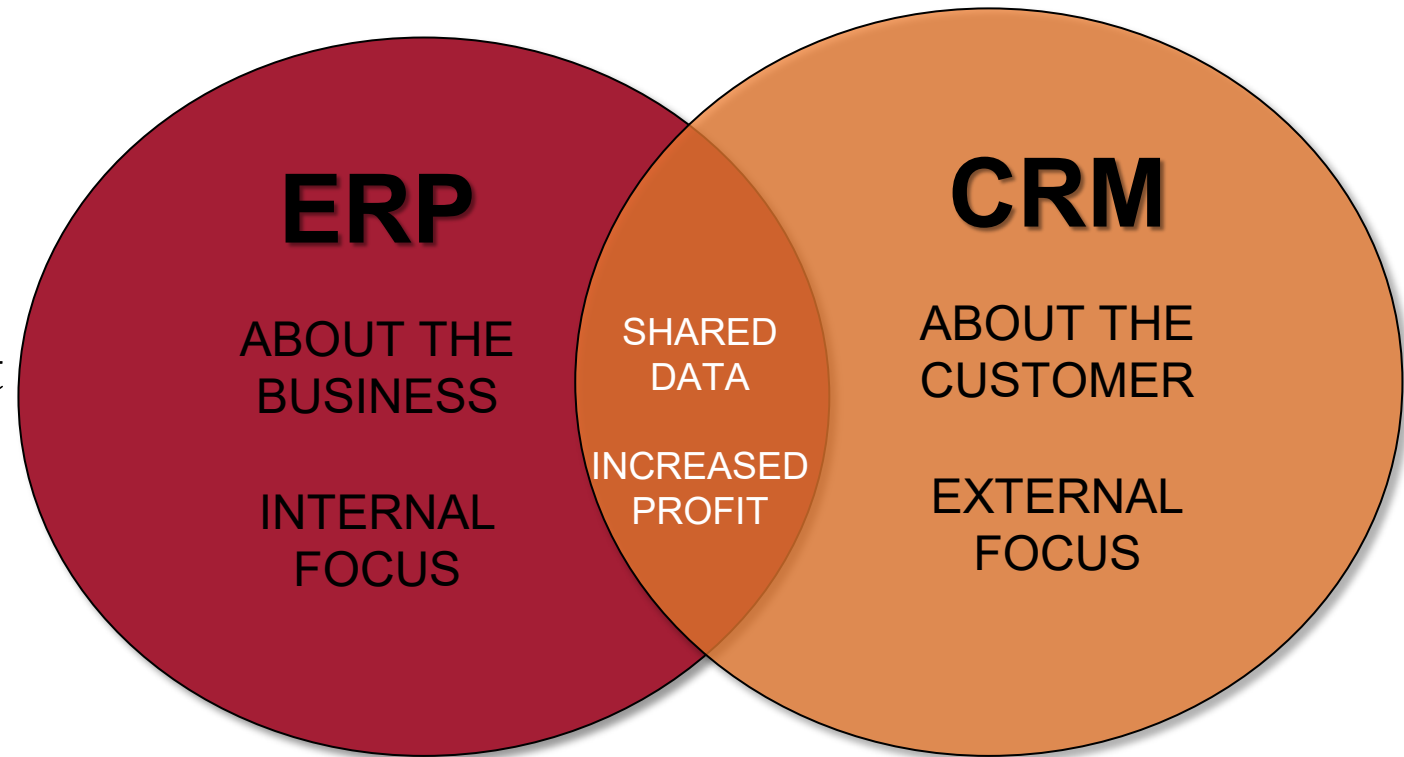 ERP
ABOUT THE
BUSINESS
INTERNAL
FOCUS
SHARED
DATA
INCREASED
PROFIT
CRM
ABOUT THE
CUSTOMER
EXTERNAL
FOCUS